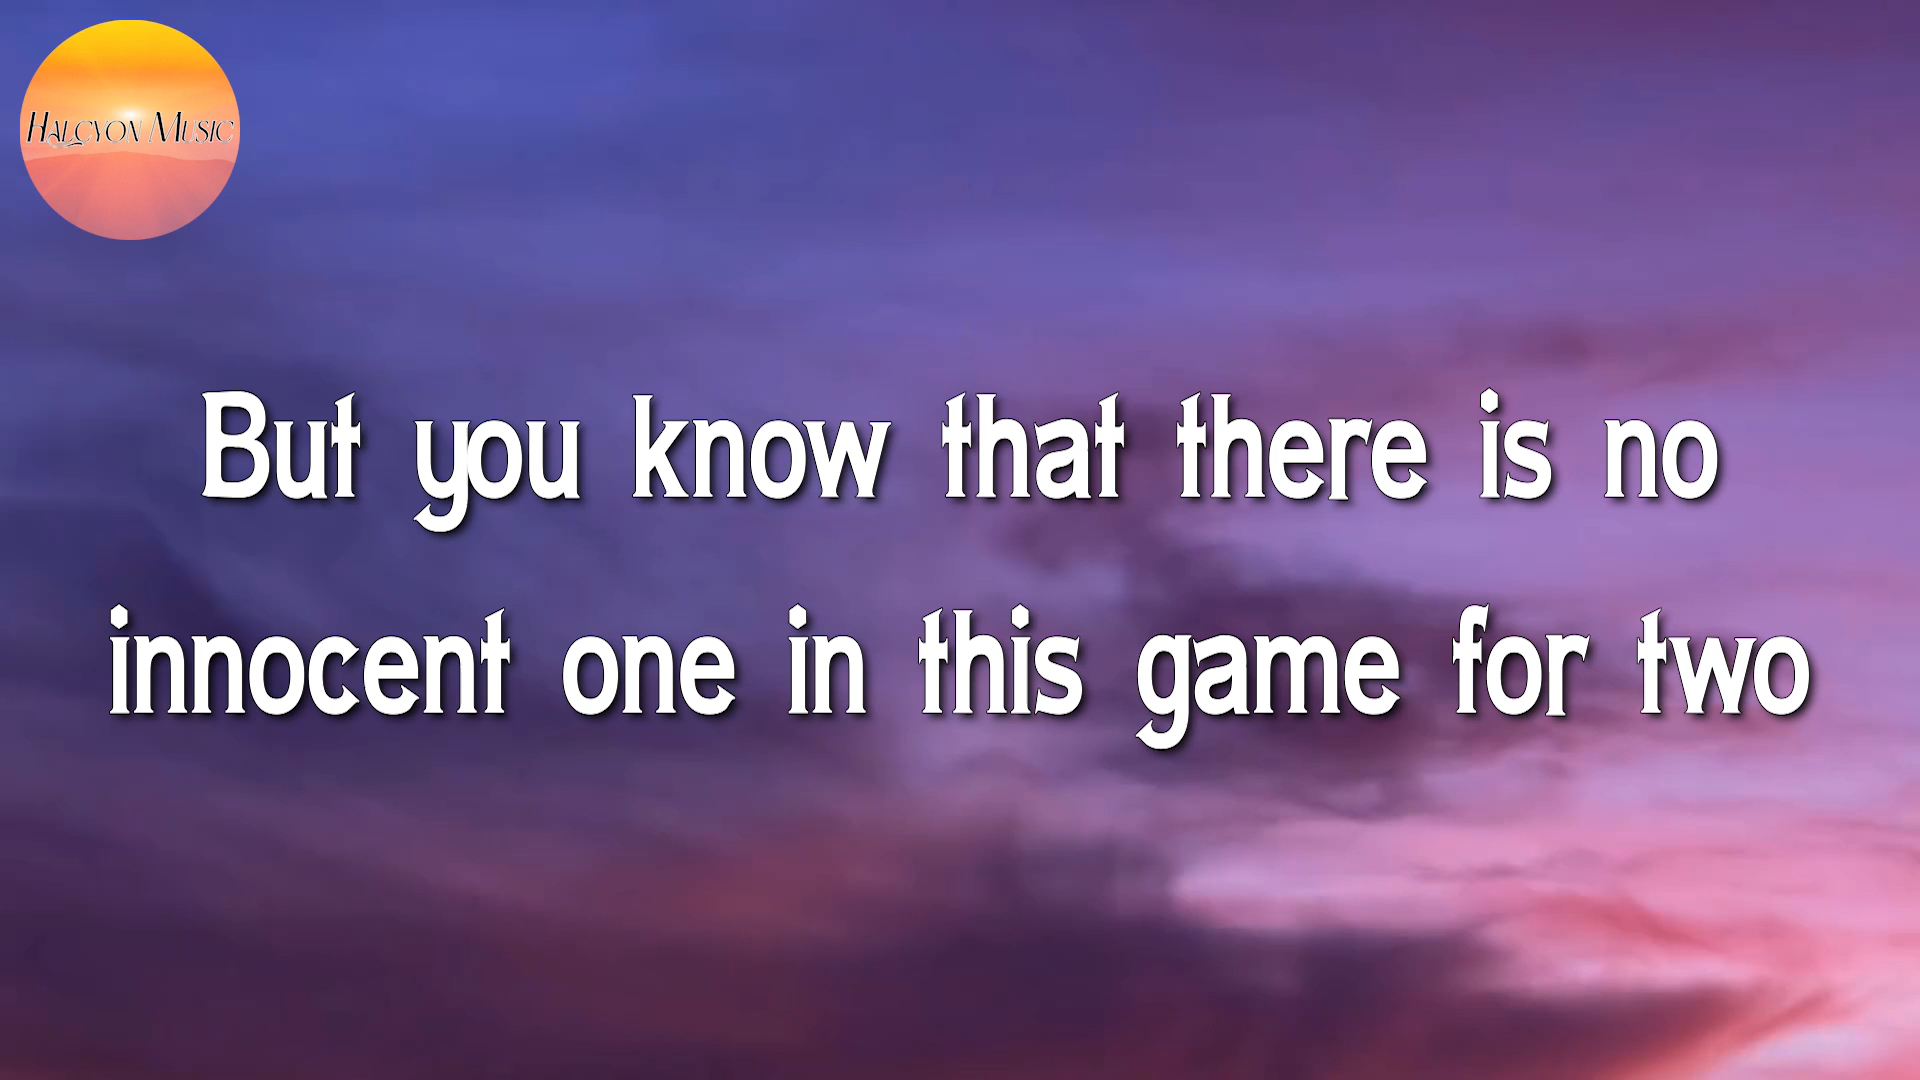 Halcyon Music
But you know that there is no
innocent one in this game for two